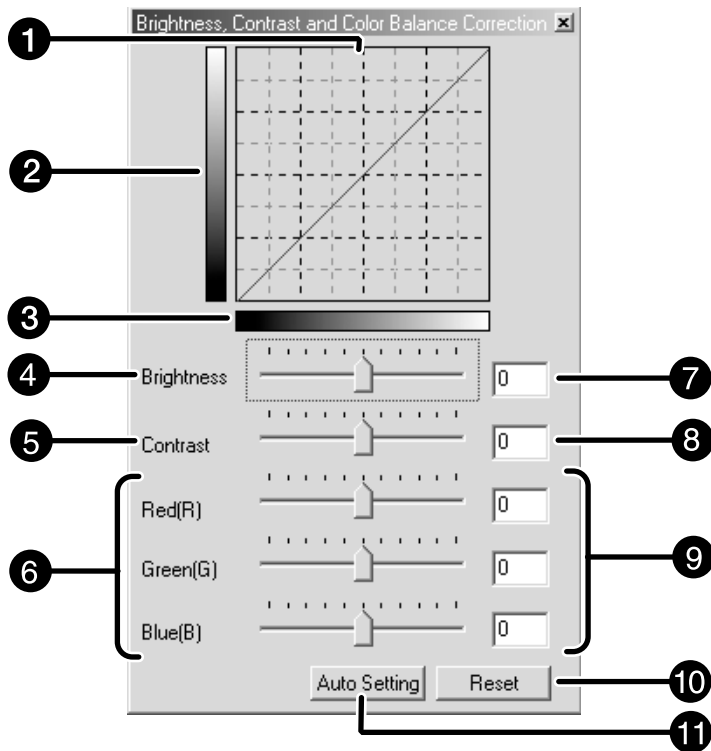 Brightness, Contrast and Color Balance Correction
1
2
3
4 Brightness 0 7
5 Contrast 0 8
6
Red(R) 0
Green(G) 0
Blue(B) 0
9
Auto Setting Reset 10
11